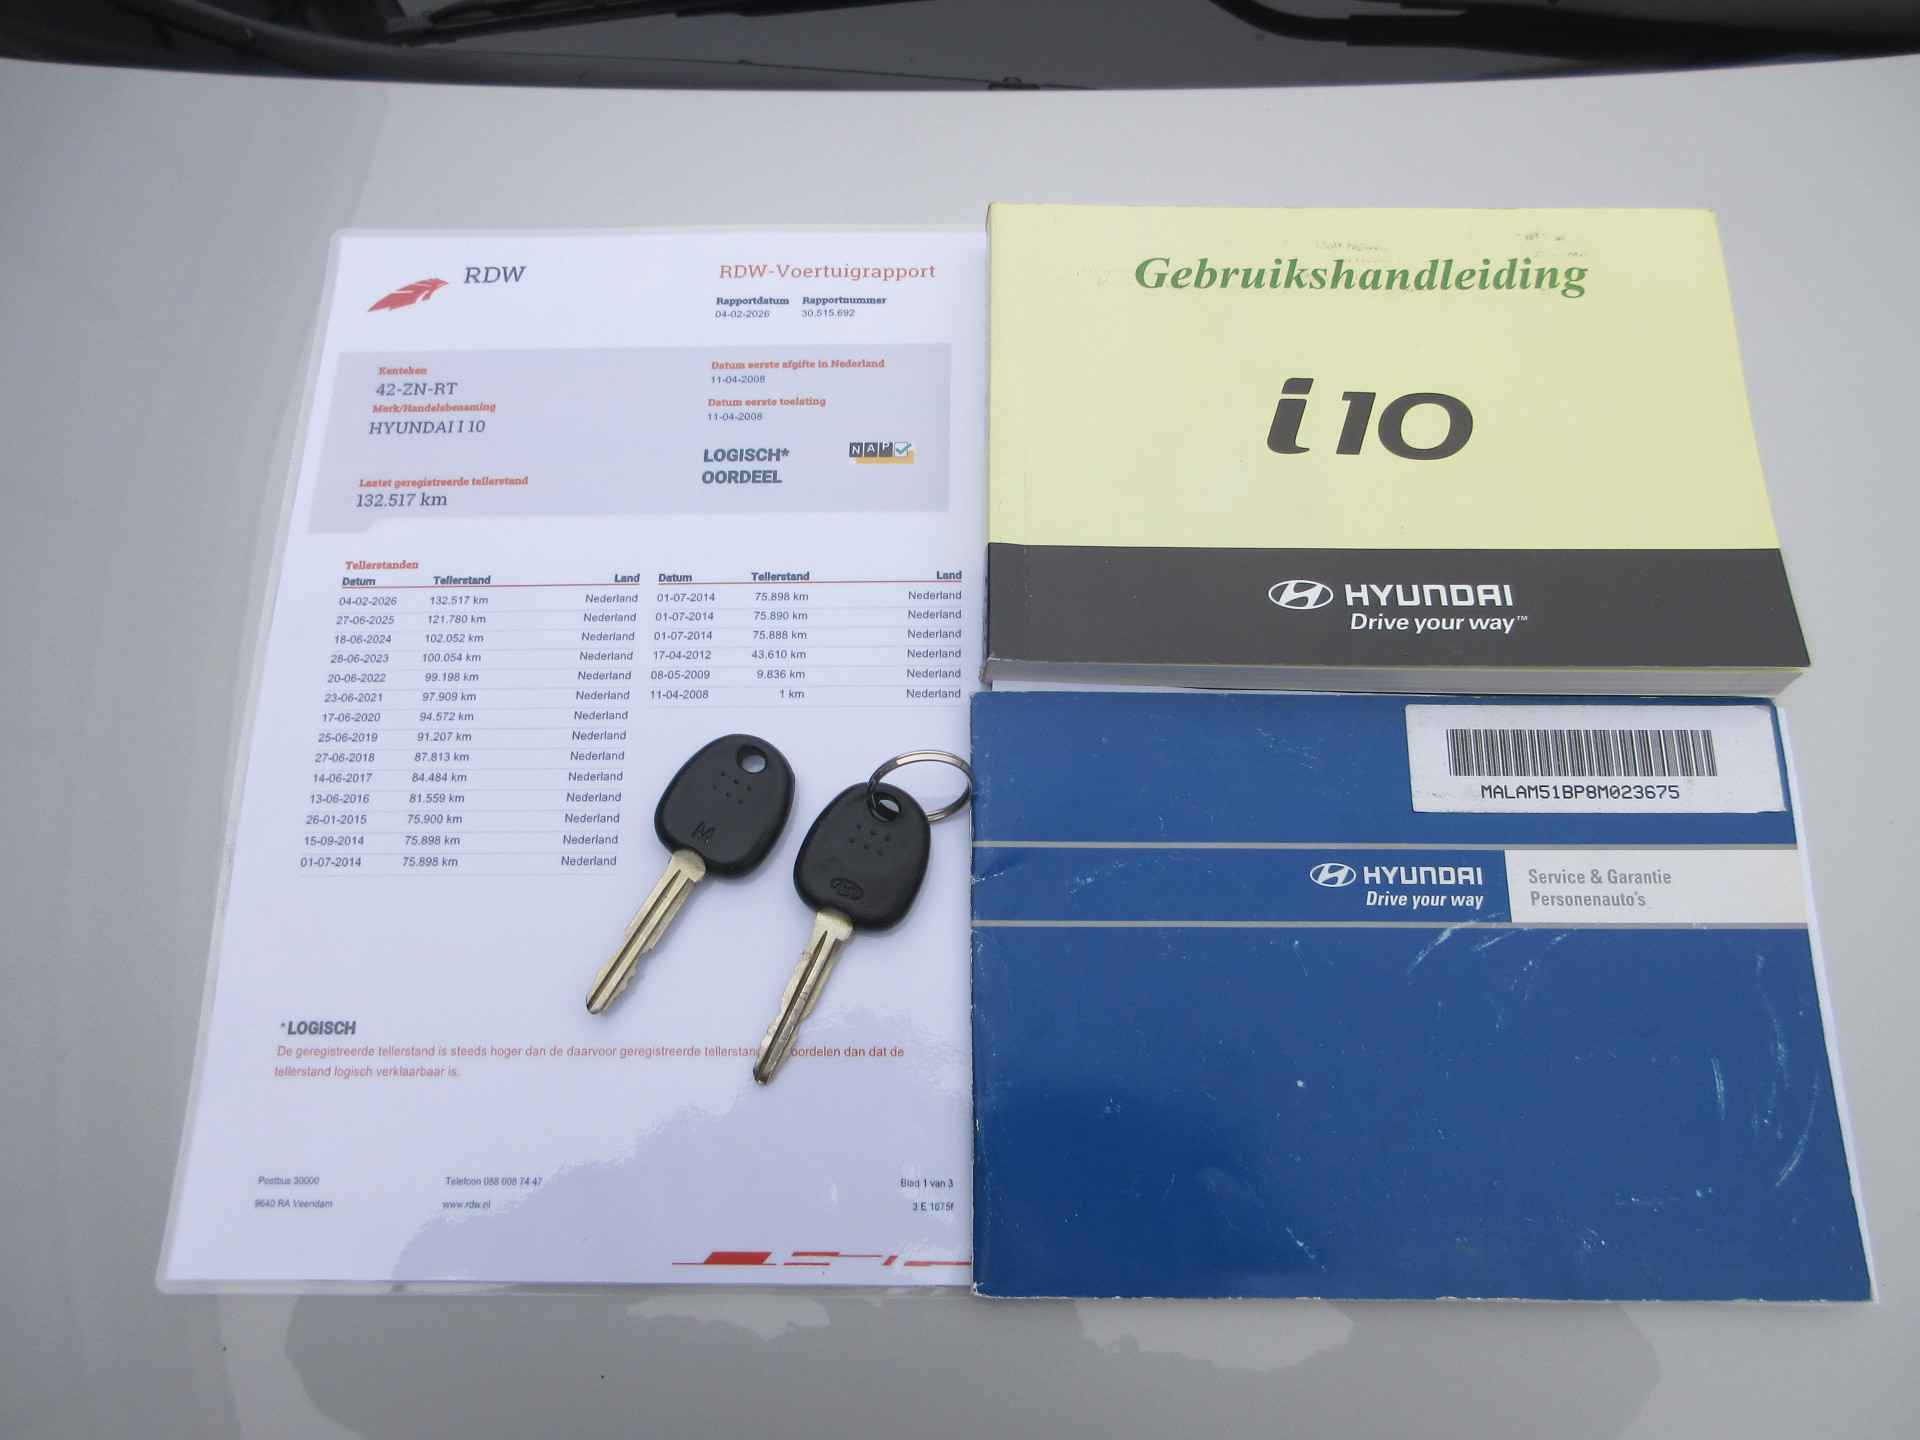 RDW
RDW-Voertuigrapport
Rapportdatum Rapportnummer
04-02-2026 30.515.692
Kenteken
42-ZN-RT
Merk/Handelsbenaming
HYUNDAI I 10
Laatst geregistreerde tellerstand
132.517 km
Datum eerste afgifte in Nederland
11-04-2008
Datum eerste toelating
11-04-2008
LOGISCH*
OORDEEL
NAP
Tellerstanden
Datum Tellerstand Land
04-02-2026 132.517 km Nederland
27-06-2025 121.780 km Nederland
18-06-2024 102.052 km Nederland
28-06-2023 100.054 km Nederland
20-06-2022 99.198 km Nederland
23-06-2021 97.909 km Nederland
17-06-2020 94.572 km Nederland
25-06-2019 91.207 km Nederland
27-06-2018 87.813 km Nederland
14-06-2017 84.484 km Nederland
13-06-2016 81.559 km Nederland
26-01-2015 75.900 km Nederland
15-09-2014 75.898 km Nederland
01-07-2014 75.898 km Nederland
Datum Tellerstand Land
01-07-2014 75.898 km Nederland
01-07-2014 75.890 km Nederland
01-07-2014 75.888 km Nederland
17-04-2012 43.610 km Nederland
08-05-2009 9.836 km Nederland
11-04-2008 1 km Nederland
*LOGISCH
De geregistreerde tellerstand is steeds hoger dan de daarvoor geregistreerde tellerstand oordelen dan dat de
tellerstand logisch verklaarbaar is.
Postbus 30000
9640 RA Veendam
Telefoon 088 008 74 47
www.rdw.nl
Blad 1 van 3
3 E 1675f
Gebruikshandleiding
i10
HYUNDAI
Drive your way™
MALAM51BP8M023675
HYUNDAI
Drive your way
Service & Garantie
Personenauto's